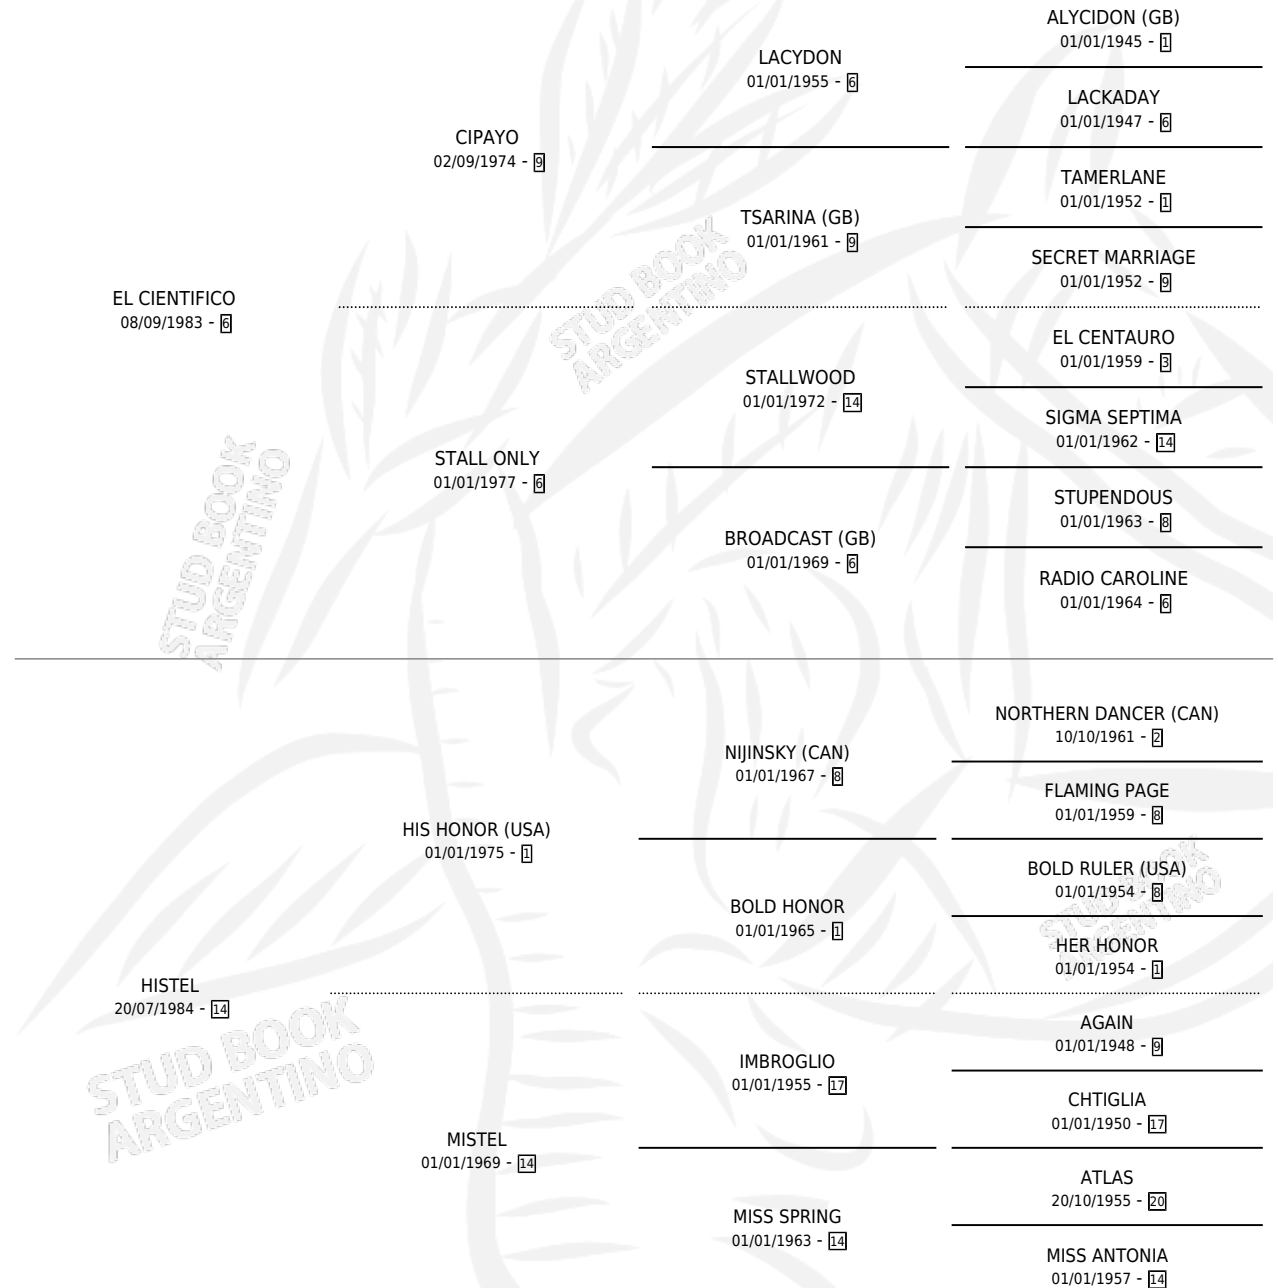 ALYCIDON (GB)
01/01/1945 - 1
LACYDON
01/01/1955 - 6
LACKADAY
01/01/1947 - 6
CIPAYO
02/09/1974 - 9
TAMERLANE
01/01/1952 - 1
TSARINA (GB)
01/01/1961 - 9
SECRET MARRIAGE
01/01/1952 - 9
EL CIENTIFICO
08/09/1983 - 6
EL CENTAURO
01/01/1959 - 3
STALLWOOD
01/01/1972 - 14
SIGMA SEPTIMA
01/01/1962 - 14
STALL ONLY
01/01/1977 - 6
STUPENDOUS
01/01/1963 - 8
BROADCAST (GB)
01/01/1969 - 6
RADIO CAROLINE
01/01/1964 - 6
NORTHERN DANCER (CAN)
10/10/1961 - 2
NIJINSKY (CAN)
01/01/1967 - 8
FLAMING PAGE
01/01/1959 - 8
HIS HONOR (USA)
01/01/1975 - 1
BOLD RULER (USA)
01/01/1954 - 8
BOLD HONOR
01/01/1965 - 1
HER HONOR
01/01/1954 - 1
HISTEL
20/07/1984 - 14
AGAIN
01/01/1948 - 9
IMBROGLIO
01/01/1955 - 17
CHTIGLIA
01/01/1950 - 17
MISTEL
01/01/1969 - 14
ATLAS
20/10/1955 - 20
MISS SPRING
01/01/1963 - 14
MISS ANTONIA
01/01/1957 - 14
STUD BOOK
ARGENTINO
STUD BOOK
ARGENTINO
STUD BOOK
ARGENTINO
STUD BOOK
ARGENTINO